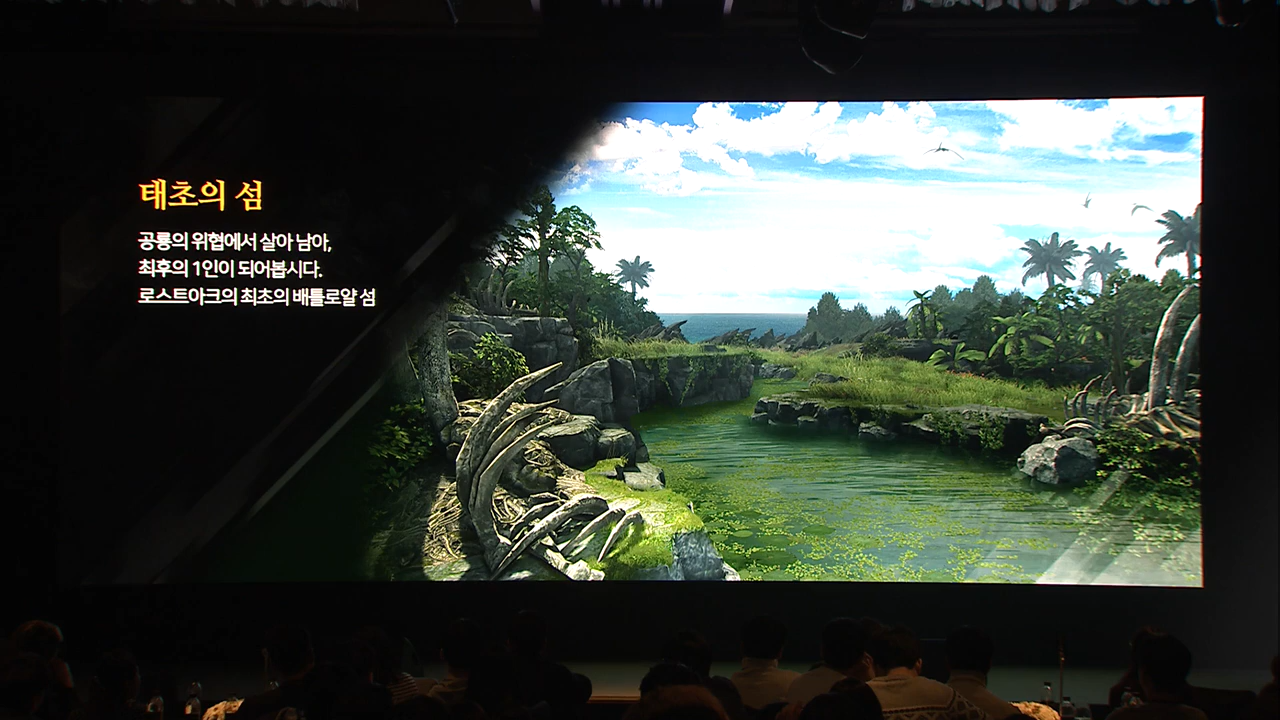 태초의 섬
공룡의 위협에서 살아 남아,
최후의 1인이 되어봅시다.
로스트아크의 최초의 배틀로얄 섬